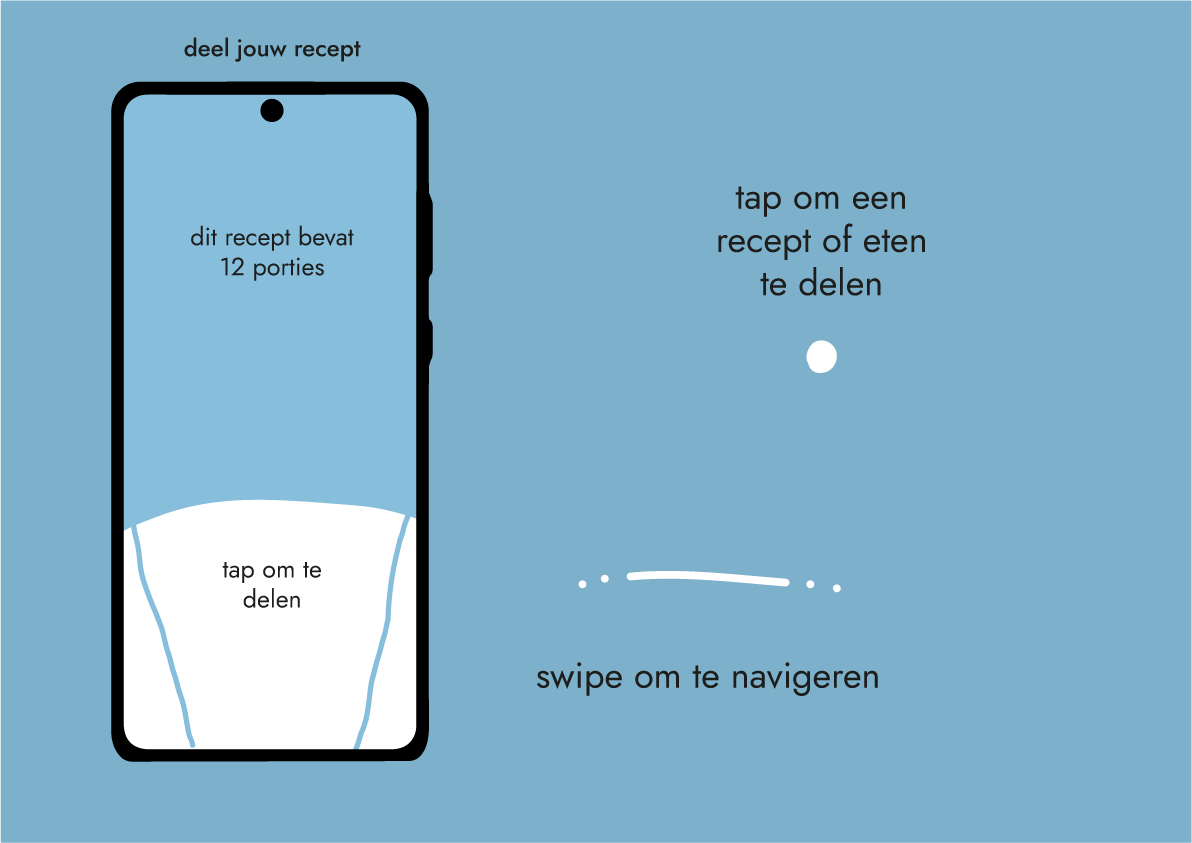 deel jouw recept
dit recept bevat
12 porties
tap om te
delen
tap om een
recept of eten
te delen
swipe om te navigeren